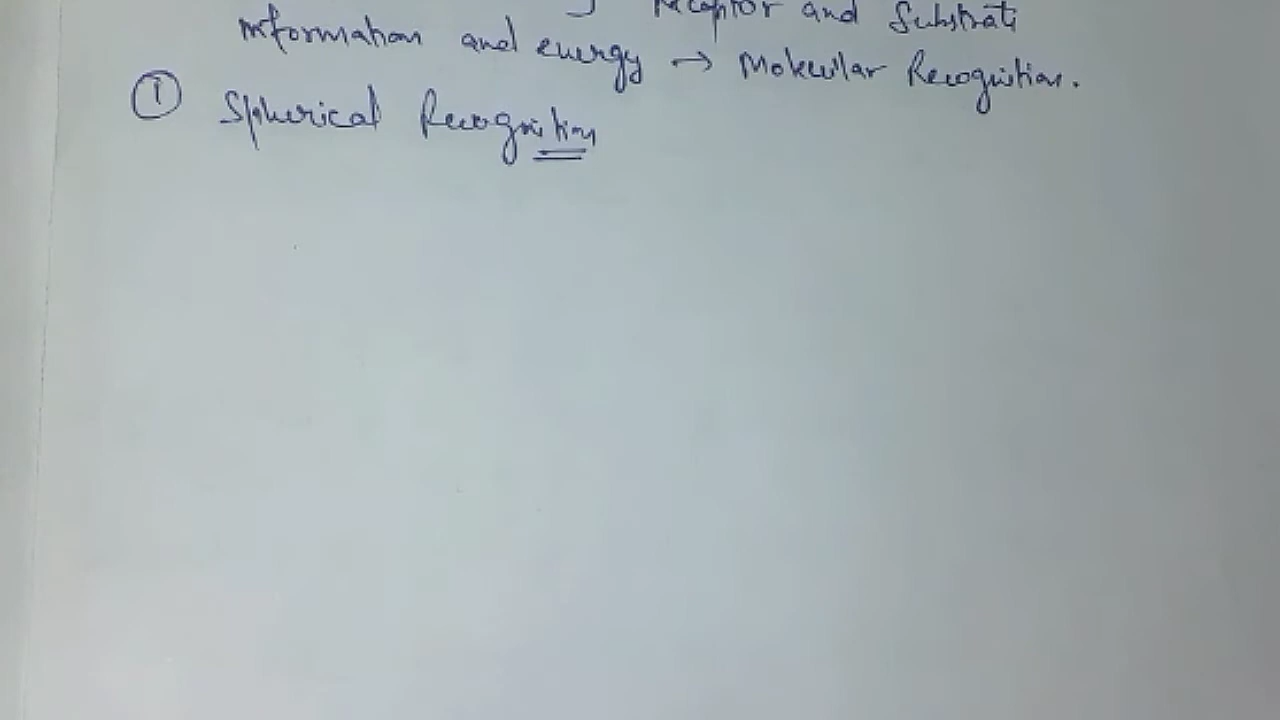 receptor and Substrate
information and energy → Molecular Recognition.
① Spherical Recognition